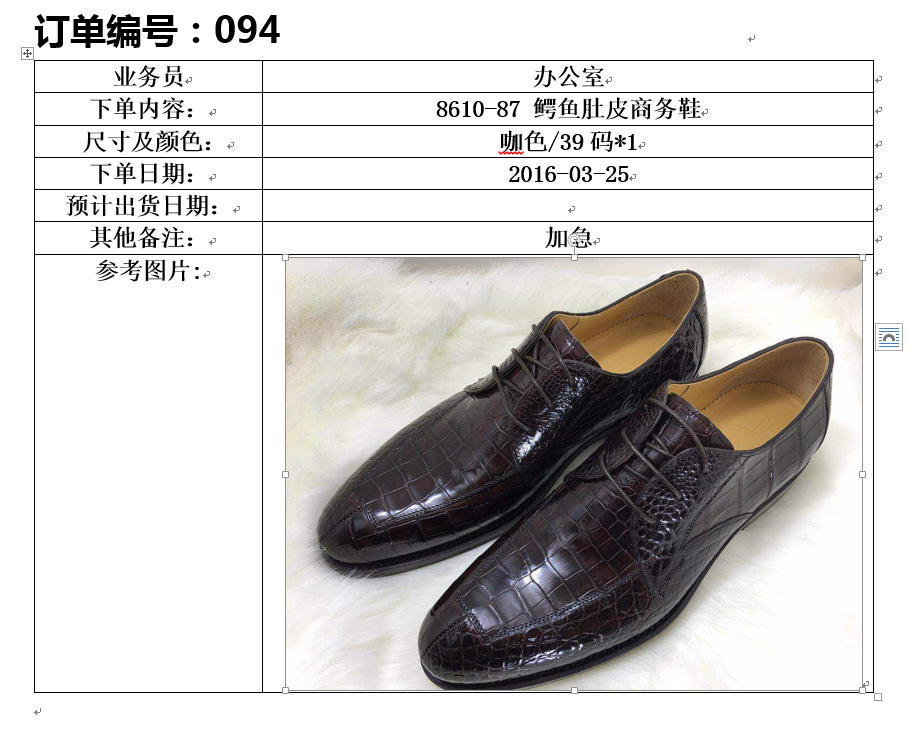 订单编号：094
业务员 办公室
下单内容： 8610-87 鳄鱼肚皮商务鞋
尺寸及颜色： 咖色/39 码*1
下单日期： 2016-03-25
预计出货日期：
其他备注： 加急
参考图片: